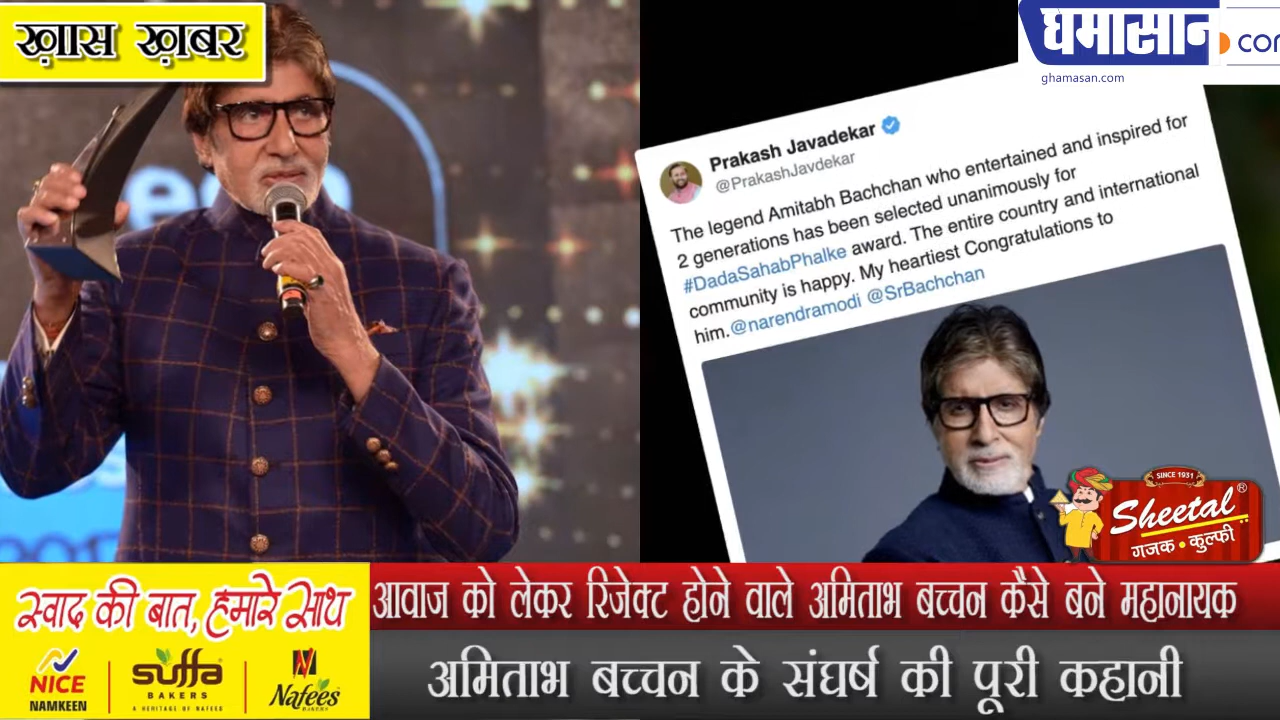 ख़ास ख़बर
घमासान
.com
ghamasan.com
Prakash Javadekar
@PrakashJavdekar
The legend Amitabh Bachchan who entertained and inspired for
2 generations has been selected unanimously for
#DadaSahabPhalke award. The entire country and international
community is happy. My heartiest Congratulations to
him.@narendramodi @SrBachchan
SINCE 1931
Sheetal®
गजक • कुल्फी
स्वाद की बात, हमारे साथ
NICE
NAMKEEN
suffa
BAKERS
A HERITAGE OF NAFEES
Nafees
BAKERS
आवाज को लेकर रिजेक्ट होने वाले अमिताभ बच्चन कैसे बने महानायक
अमिताभ बच्चन के संघर्ष की पूरी कहानी